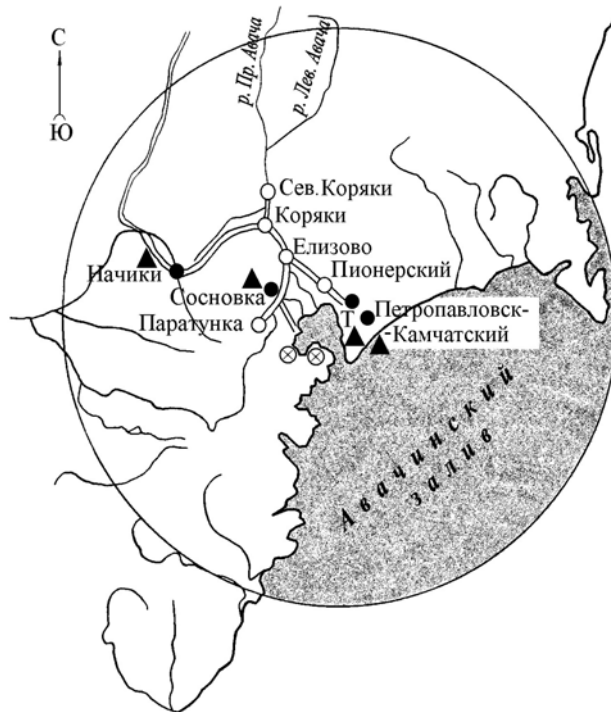 С
Ю
р. Пр. Авача
р. Лев. Авача
Сев. Коряки
Коряки
Елизово
Пионерский
Начики
Сосновка
Паратунка
Т
Петропавловск-
-Камчатский
Авачинский
залив